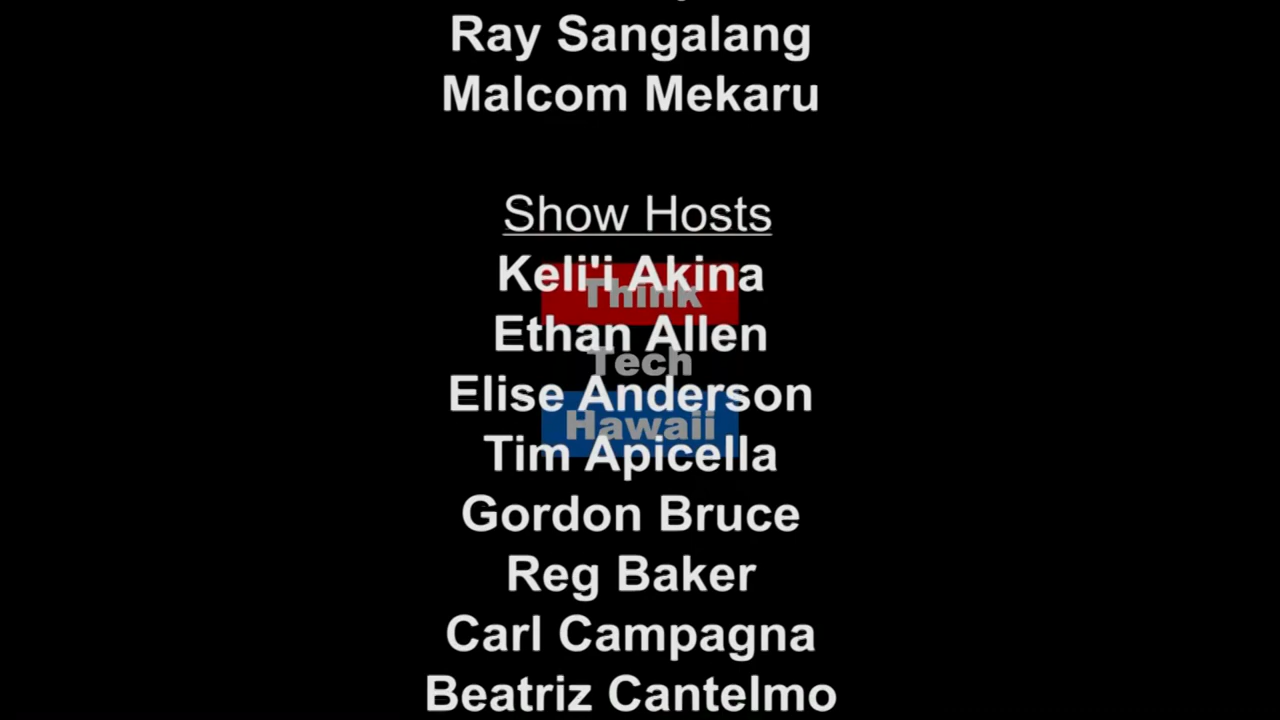 Ray Sangalang
Malcom Mekaru
Show Hosts
Keli'i Akina
Think
Ethan Allen
Tech
Elise Anderson
Hawaii
Tim Apicella
Gordon Bruce
Reg Baker
Carl Campagna
Beatriz Cantelmo